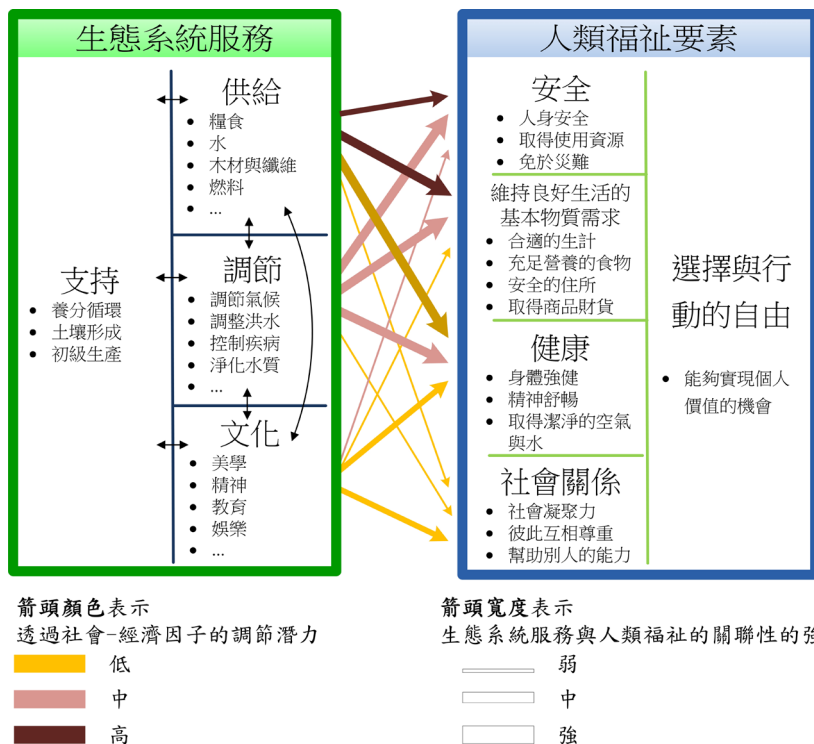 生態系統服務
支持
• 養分循環
• 土壤形成
• 初級生產
供給
• 糧食
• 水
• 木材與纖維
• 燃料
• ...
調節
• 調節氣候
• 調整洪水
• 控制疾病
• 淨化水質
• ...
文化
• 美學
• 精神
• 教育
• 娛樂
• ...
人類福祉要素
安全
• 人身安全
• 取得使用資源
• 免於災難
維持良好生活的
基本物質需求
• 合適的生計
• 充足營養的食物
• 安全的住所
• 取得商品財貨
健康
• 身體強健
• 精神舒暢
• 取得潔淨的空氣
與水
社會關係
• 社會凝聚力
• 彼此互相尊重
• 幫助別人的能力
選擇與行
動的自由
• 能夠實現個人
價值的機會
箭頭顏色表示
透過社會-經濟因子的調節潛力
低
中
高
箭頭寬度表示
生態系統服務與人類福祉的關聯性的強
弱
中
強